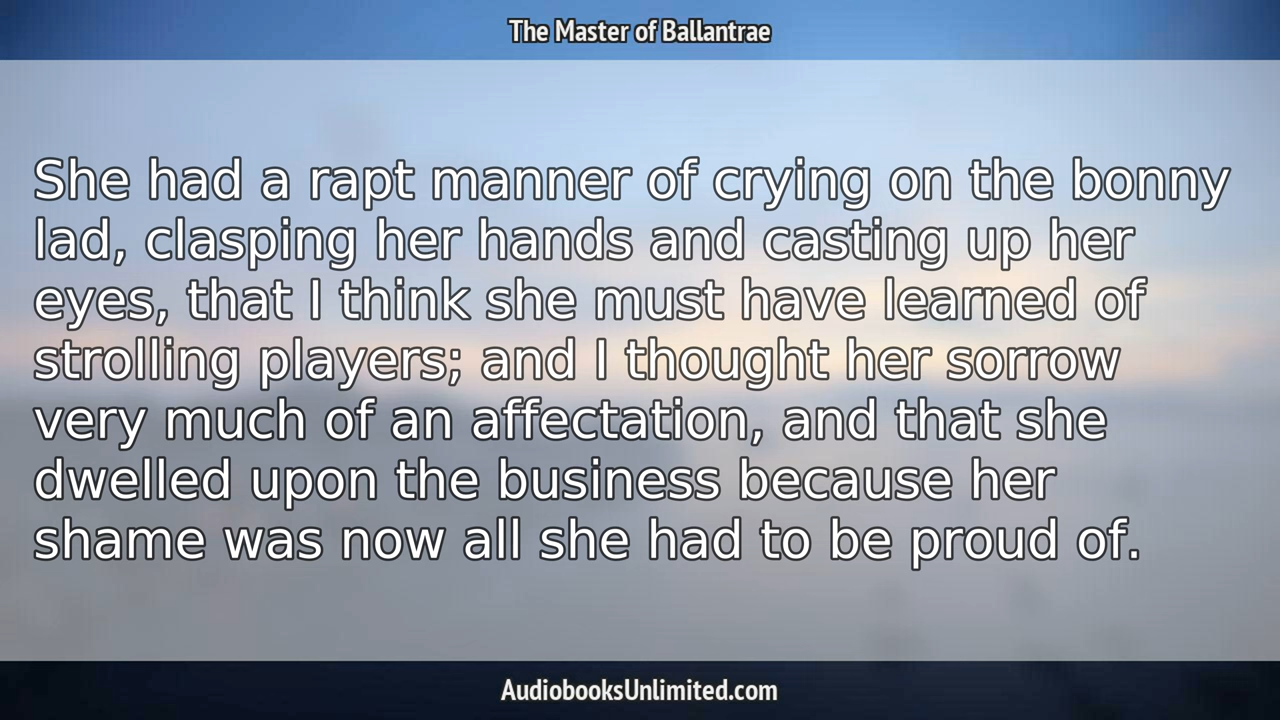 The Master of Ballantrae
She had a rapt manner of crying on the bonny
lad, clasping her hands and casting up her
eyes, that I think she must have learned of
strolling players; and I thought her sorrow
very much of an affectation, and that she
dwelled upon the business because her
shame was now all she had to be proud of.
AudiobooksUnlimited.com